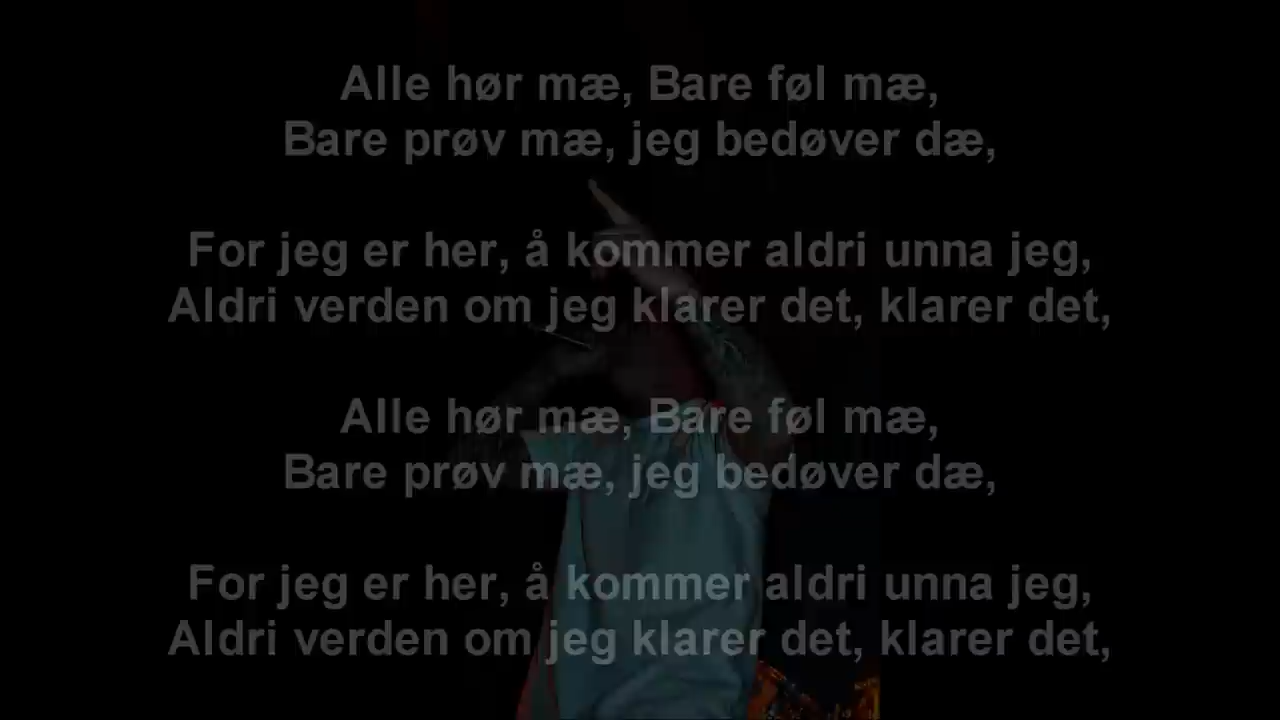 Alle hør mæ, Bare føl mæ,
Bare prøv mæ, jeg bedøver dæ,
For jeg er her, å kommer aldri unna jeg,
Aldri verden om jeg klarer det, klarer det,
Alle hør mæ, Bare føl mæ,
Bare prøv mæ, jeg bedøver dæ,
For jeg er her, å kommer aldri unna jeg,
Aldri verden om jeg klarer det, klarer det,